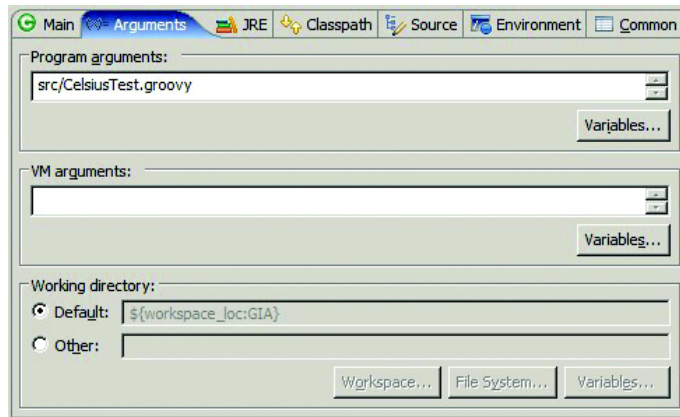 Main Arguments JRE Classpath Source Environment Common
Program arguments:
src/CelsiusTest.groovy
Variables...
VM arguments:
Variables...
Working directory:
Default: ${workspace_loc:GIA}
Other:
Workspace... File System... Variables...